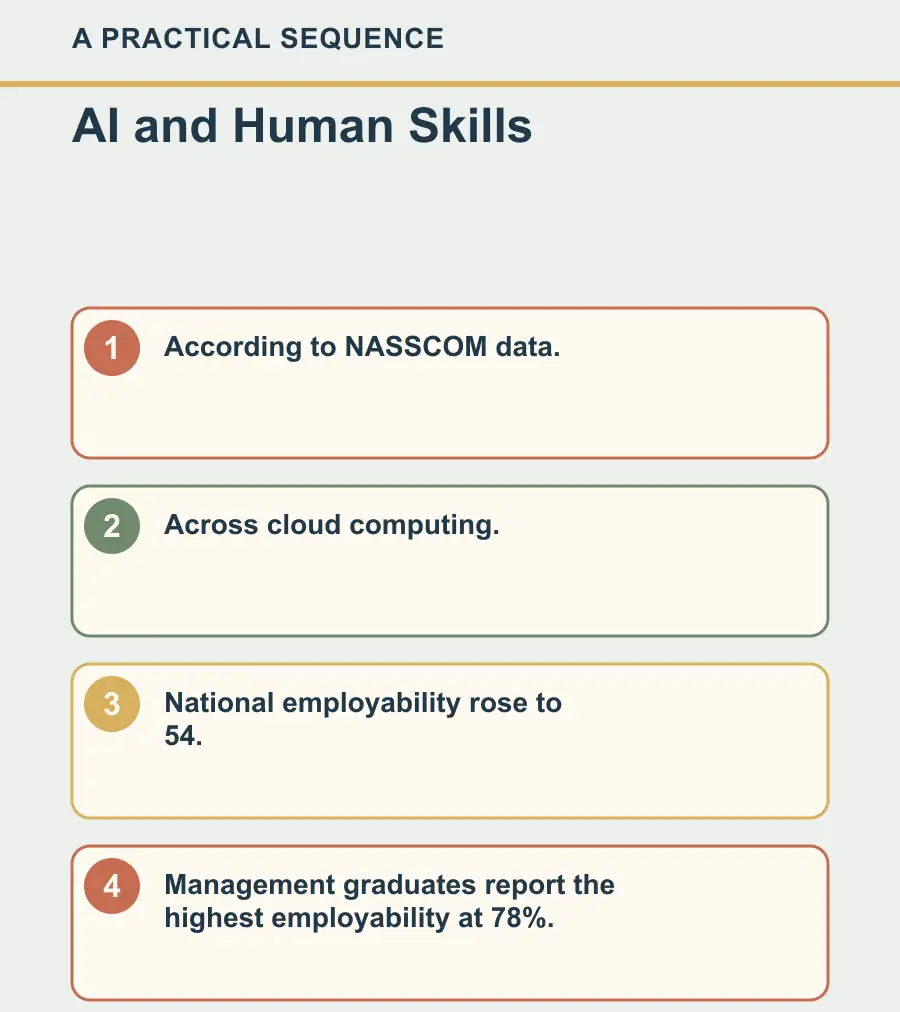 A PRACTICAL SEQUENCE
AI and Human Skills
1
According to NASSCOM data.
2
Across cloud computing.
3
National employability rose to
54.
4
Management graduates report the
highest employability at 78%.